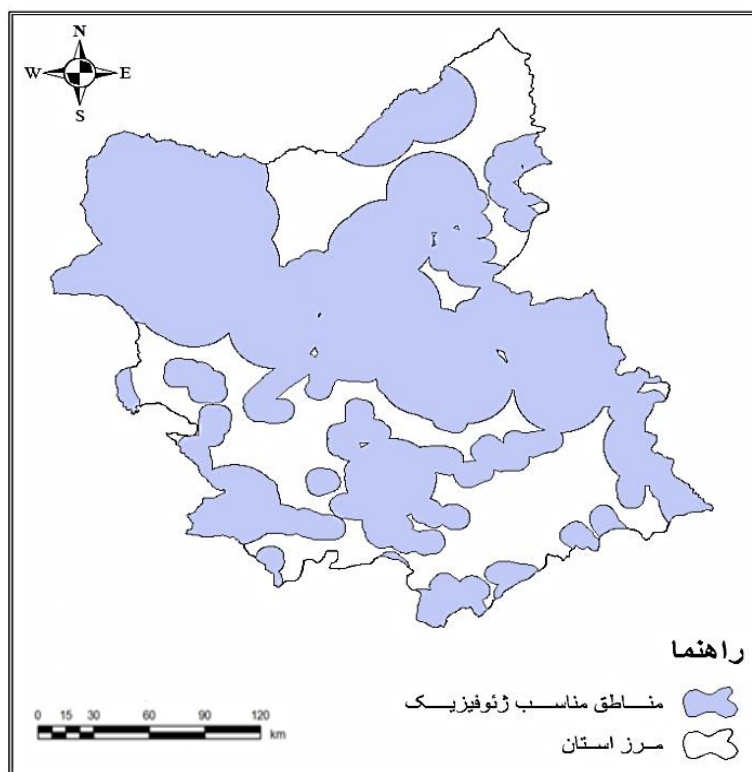 N
W E
S
راهنما
مناطق مناسب ژئوفیزیک
مرز استان
0 15 30 60 90 120
km